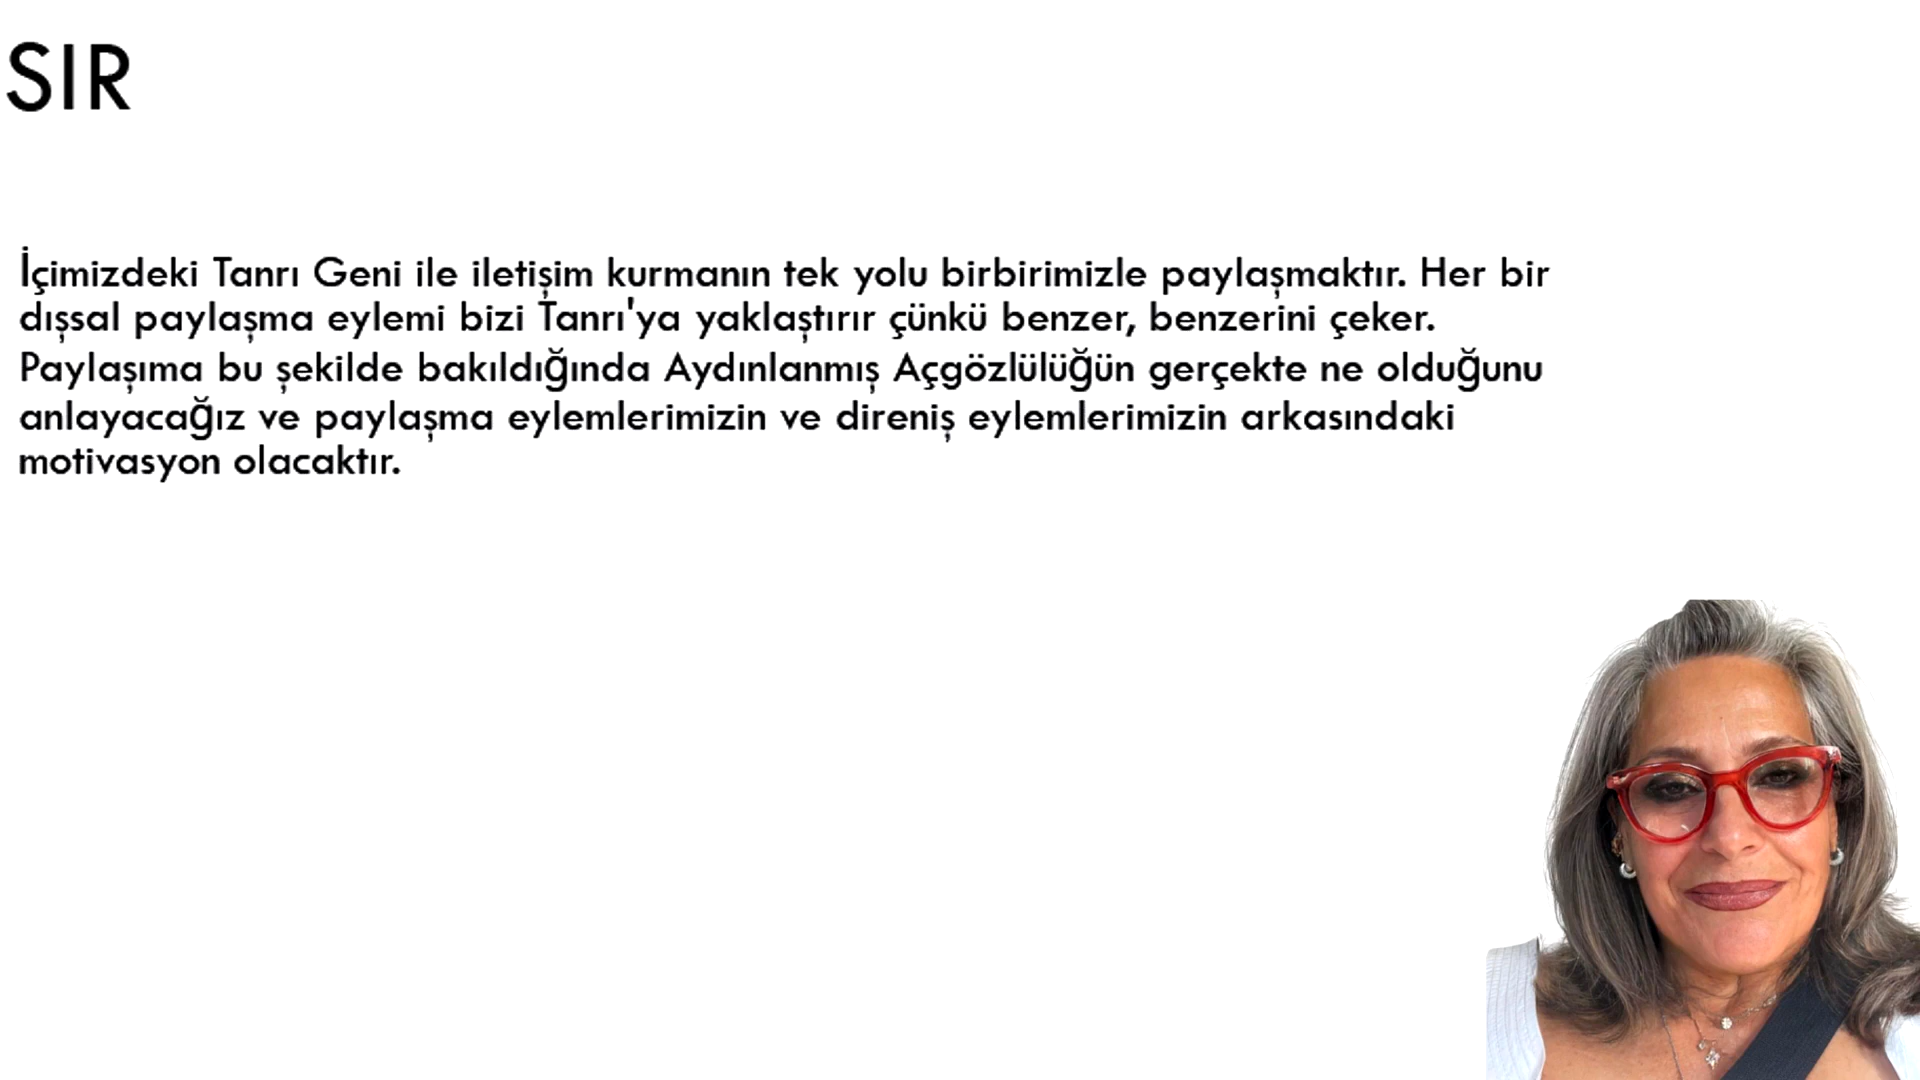 SIR
İçimizdeki Tanrı Geni ile iletişim kurmanın tek yolu birbirimizle paylaşmaktır. Her bir
dışsal paylaşma eylemi bizi Tanrı'ya yaklaştırır çünkü benzer, benzerini çeker.
Paylaşıma bu şekilde bakıldığında Aydınlanmış Açgözlülüğün gerçekte ne olduğunu
anlayacağız ve paylaşma eylemlerimizin ve direniş eylemlerimizin arkasındaki
motivasyon olacaktır.